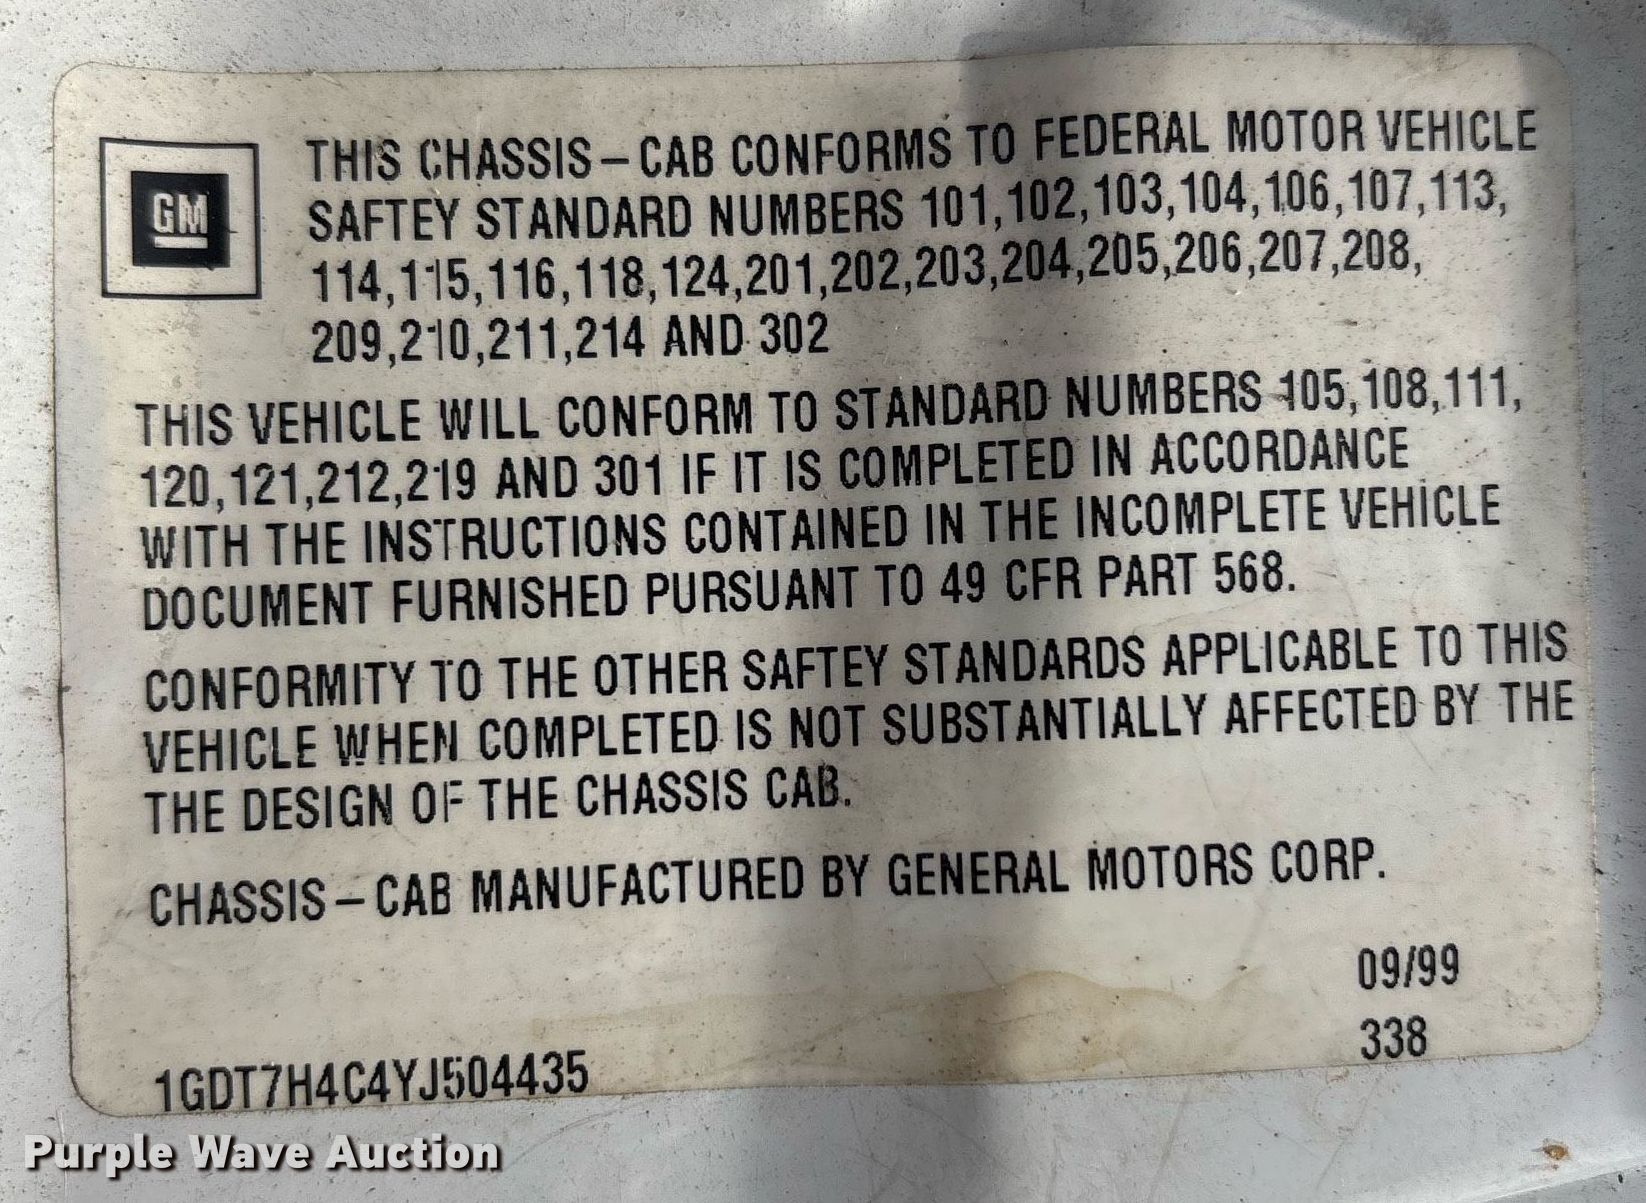 GM
THIS CHASSIS-CAB CONFORMS TO FEDERAL MOTOR VEHICLE
SAFTEY STANDARD NUMBERS 101,102,103,104,106,107,113,
114,115,116,118,124,201,202,203,204,205,206,207,208,
209,210,211,214 AND 302
THIS VEHICLE WILL CONFORM TO STANDARD NUMBERS 105,108,111,
120,121,212,219 AND 301 IF IT IS COMPLETED IN ACCORDANCE
WITH THE INSTRUCTIONS CONTAINED IN THE INCOMPLETE VEHICLE
DOCUMENT FURNISHED PURSUANT TO 49 CFR PART 568.
CONFORMITY TO THE OTHER SAFTEY STANDARDS APPLICABLE TO THIS
VEHICLE WHEN COMPLETED IS NOT SUBSTANTIALLY AFFECTED BY THE
THE DESIGN OF THE CHASSIS CAB.
CHASSIS-CAB MANUFACTURED BY GENERAL MOTORS CORP.
09/99
338
1GDT7H4C4YJ504435
Purple Wave Auction